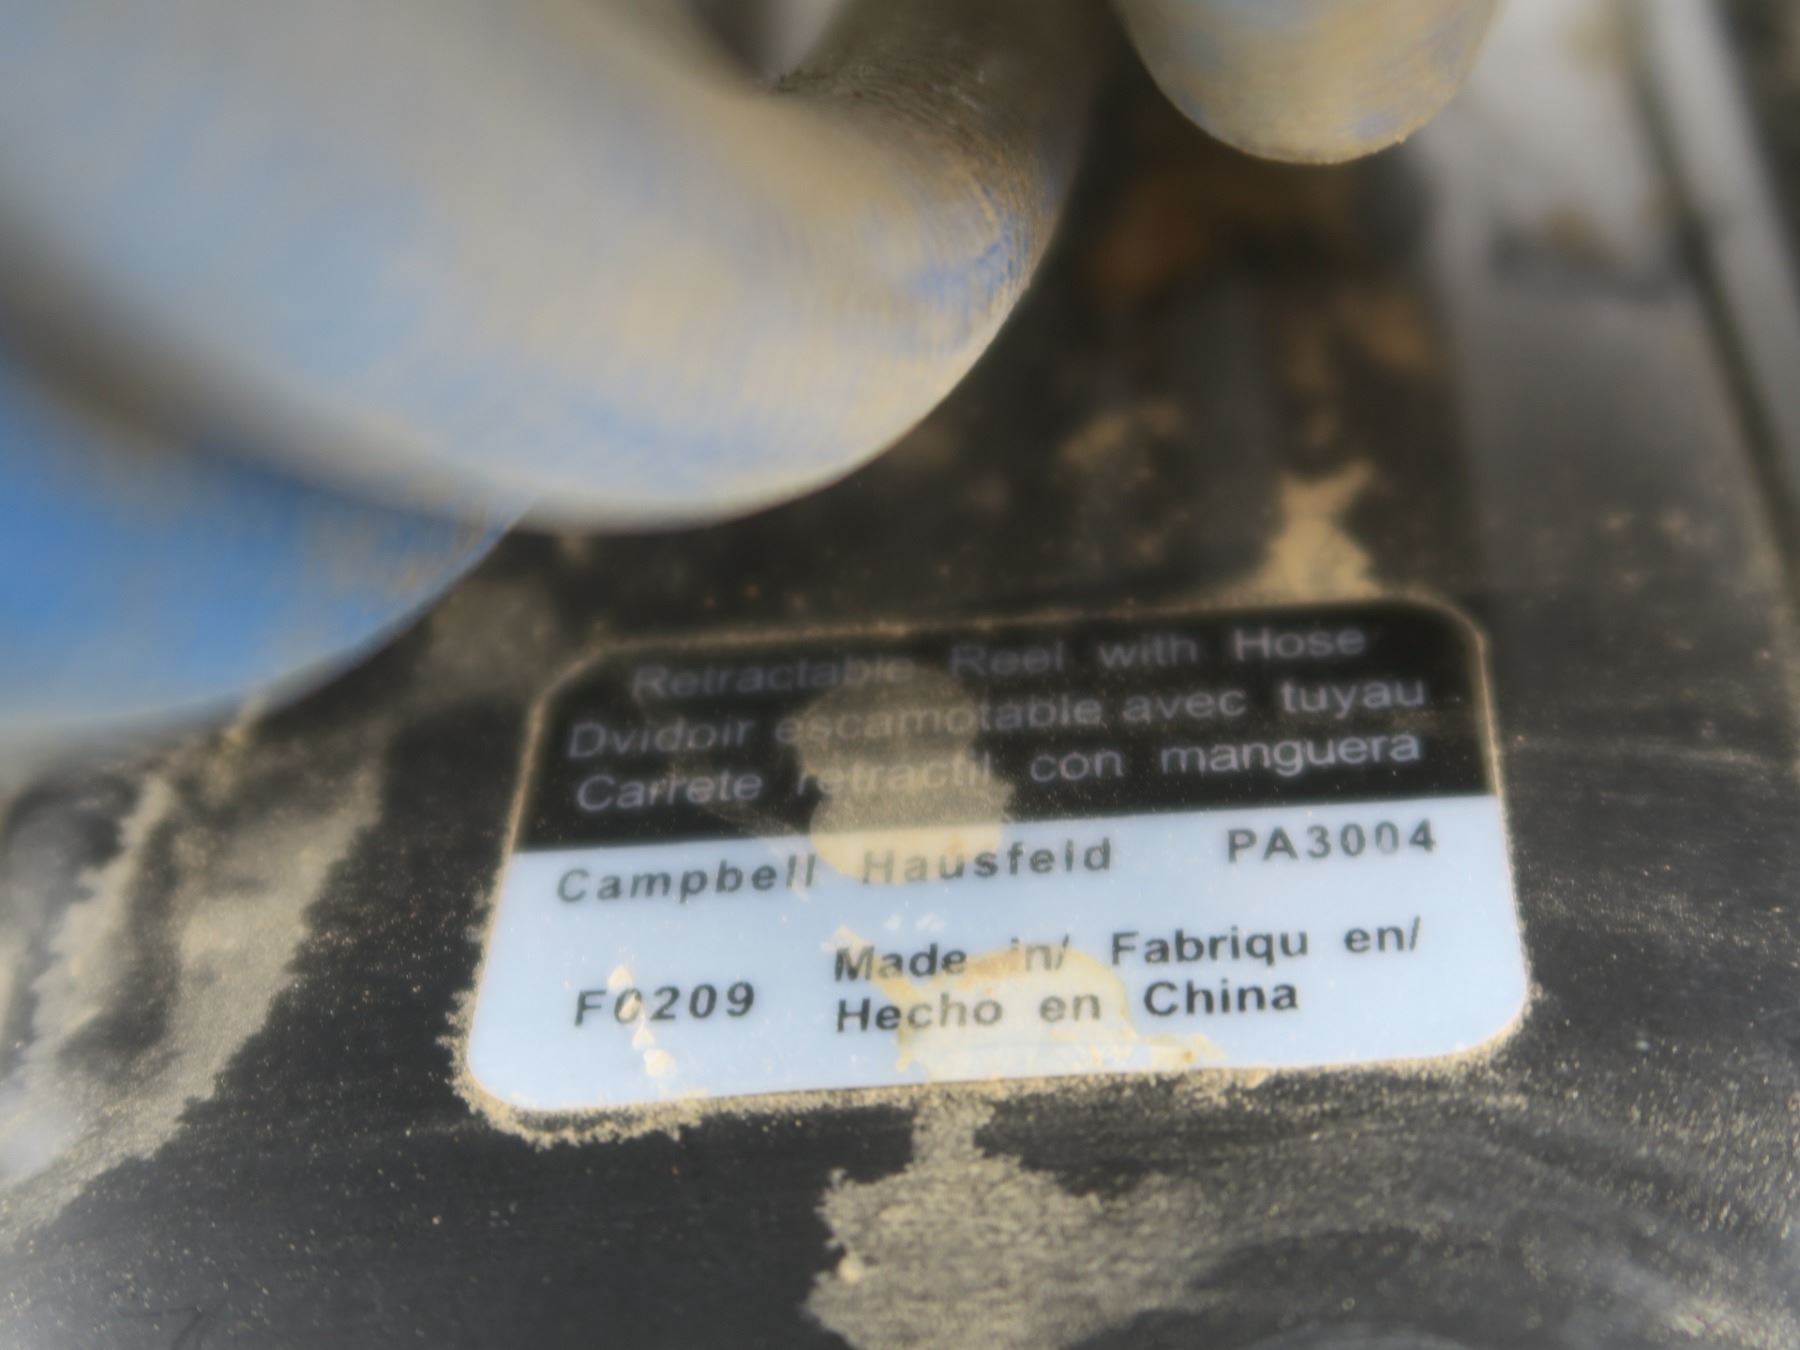 Retractable Reel with Hose
Dvidoir escamotable avec tuyau
Carrete retractil con manguera
Campbell Hausfeld PA3004
Made in/ Fabriqu en/
F0209 Hecho en China